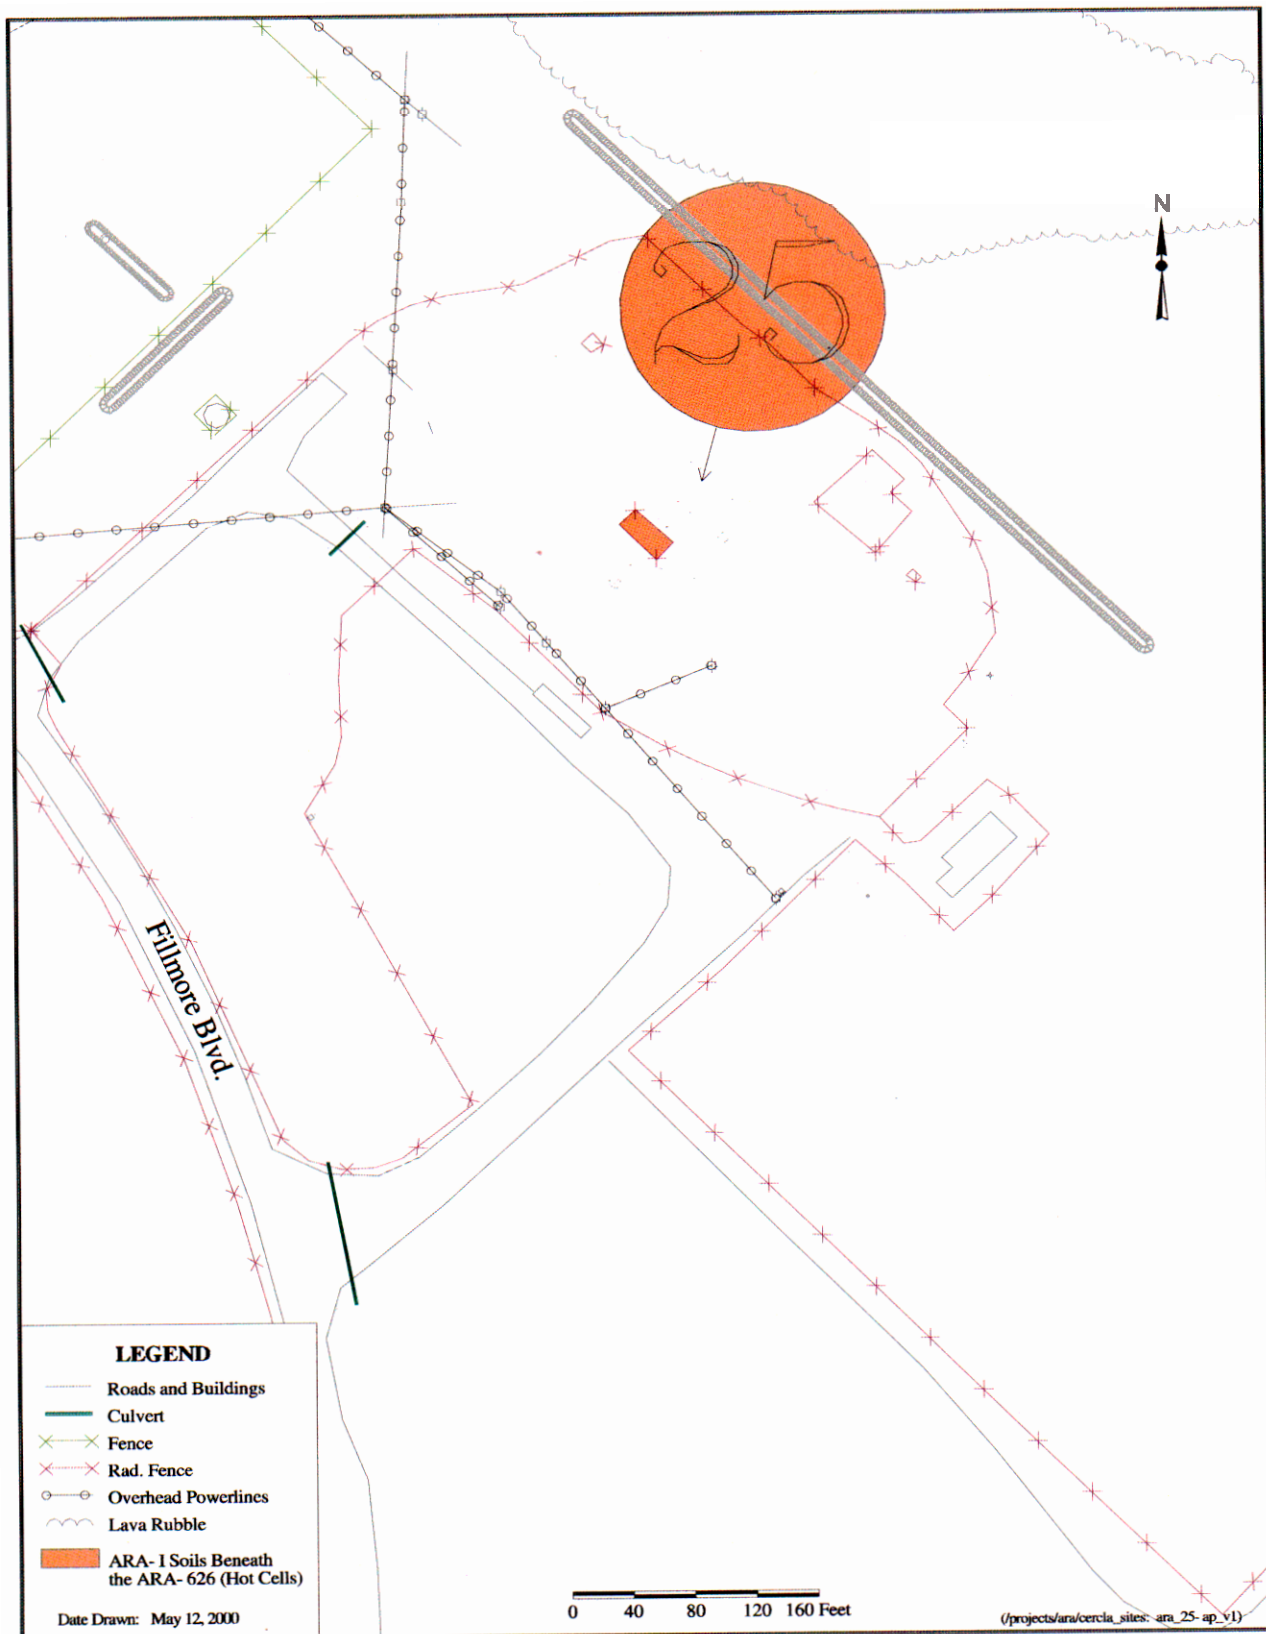 N
25
Fillmore Blvd.
LEGEND
Roads and Buildings
Culvert
Fence
Rad. Fence
Overhead Powerlines
Lava Rubble
ARA- I Soils Beneath
the ARA- 626 (Hot Cells)
Date Drawn: May 12, 2000
0 40 80 120 160 Feet
(/projects/ara/cercla_sites: ara_25- ap_v1)